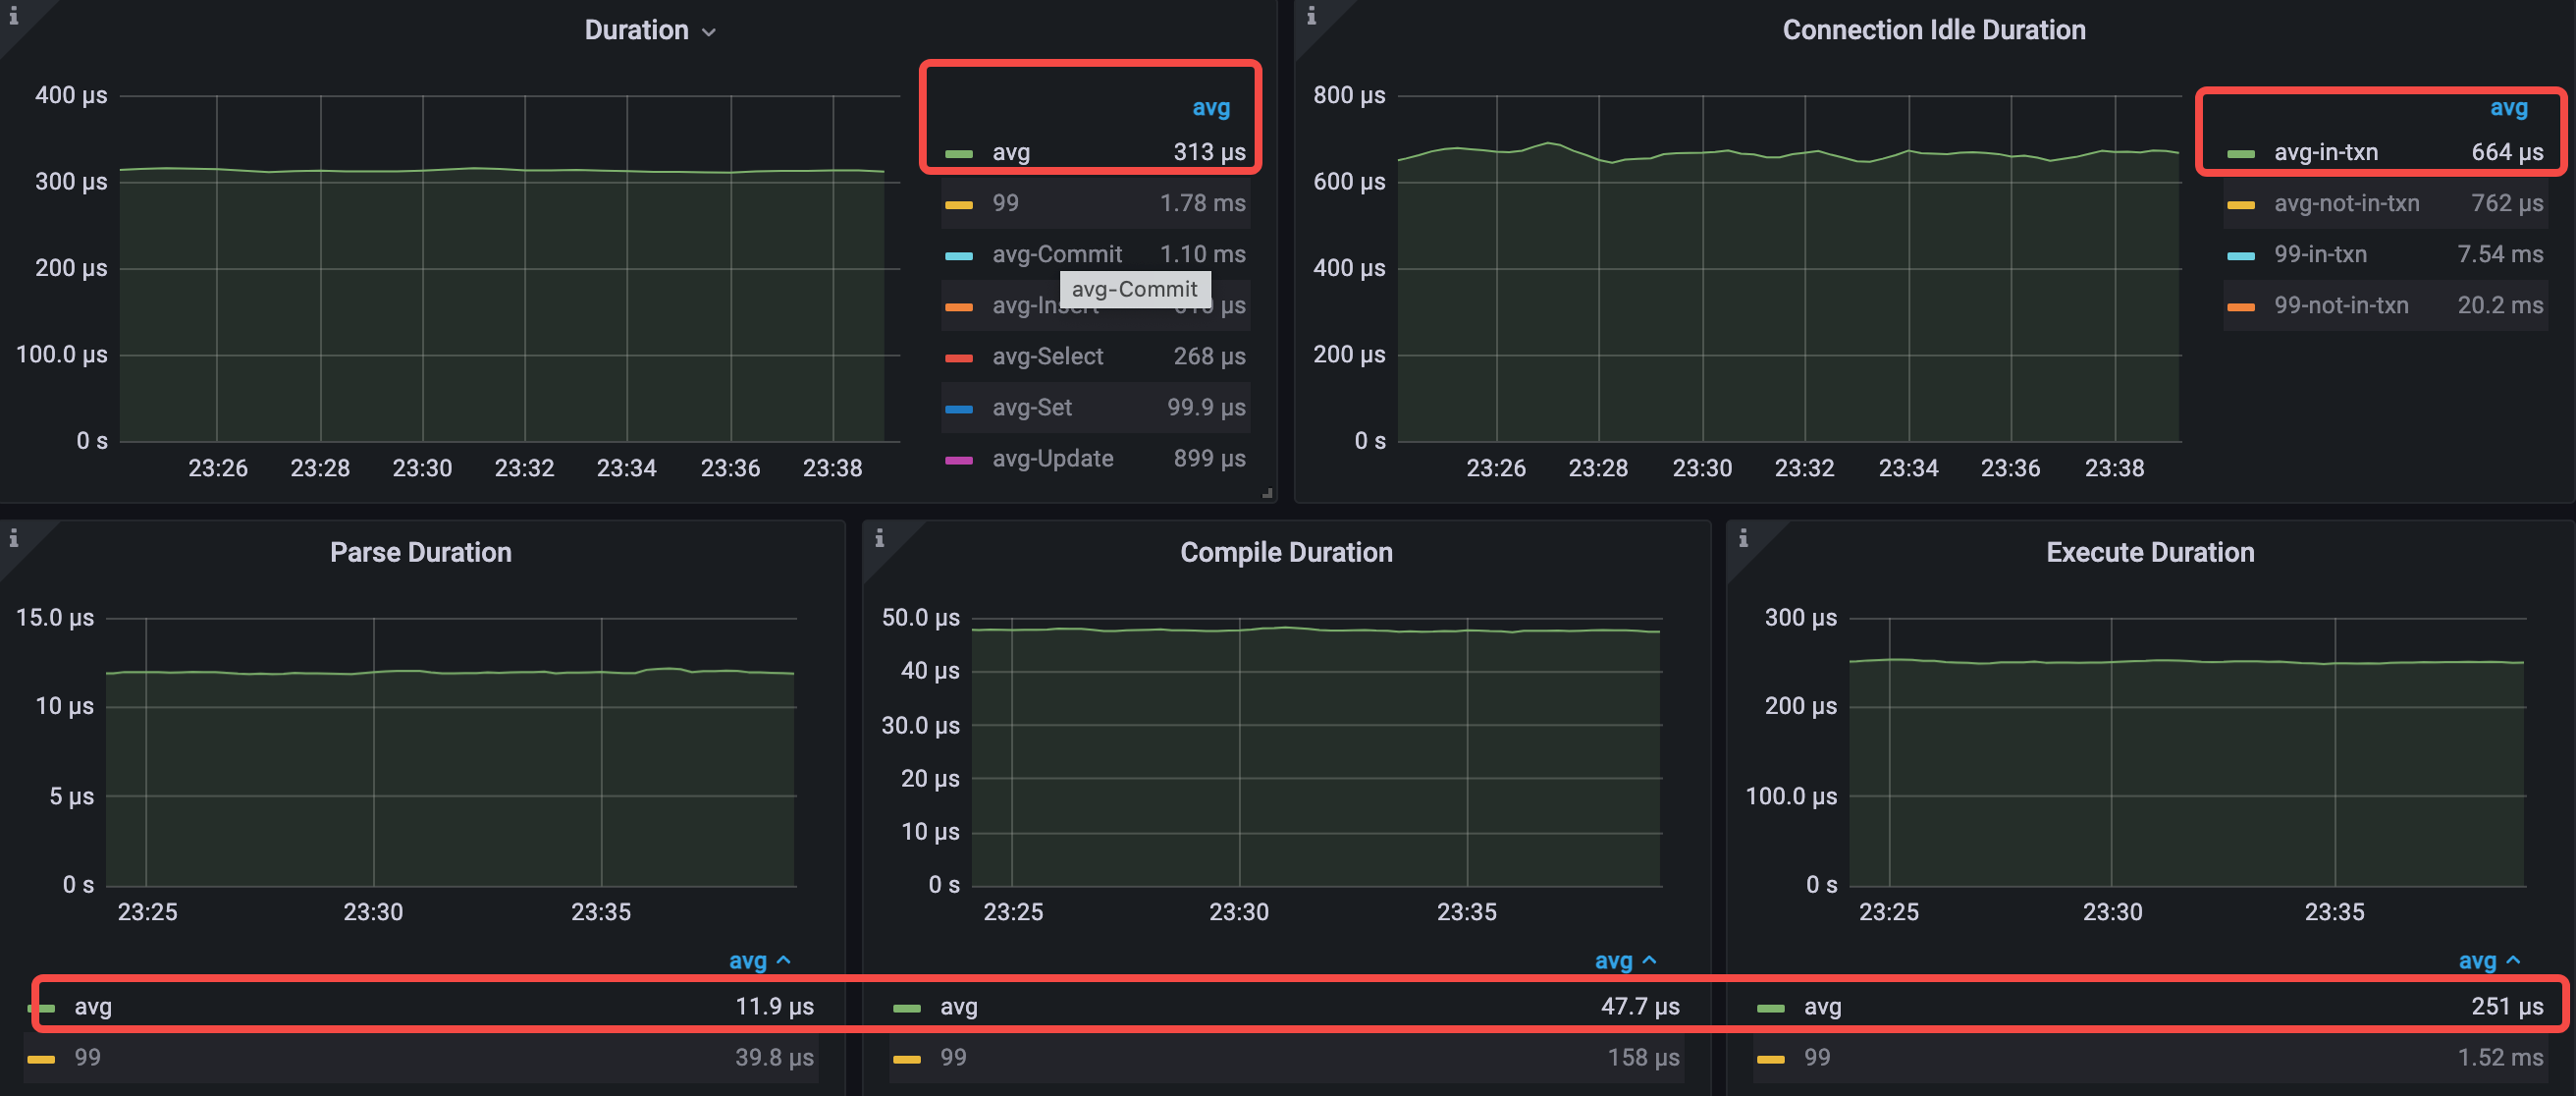 Duration
400 µs
300 µs
200 µs
100.0 µs
0 s
23:26 23:28 23:30 23:32 23:34 23:36 23:38
avg
avg 313 µs
99 1.78 ms
avg-Commit 1.10 ms
avg-Commit
µs
avg-Select 268 µs
avg-Set 99.9 µs
avg-Update 899 µs
Connection Idle Duration
800 µs
600 µs
400 µs
200 µs
0 s
23:26 23:28 23:30 23:32 23:34 23:36 23:38
avg
avg-in-txn 664 µs
avg-not-in-txn 762 µs
99-in-txn 7.54 ms
99-not-in-txn 20.2 ms
Parse Duration
15.0 µs
10 µs
5 µs
0 s
23:25 23:30 23:35
avg
avg 11.9 µs
99 39.8 µs
Compile Duration
50.0 µs
40 µs
30.0 µs
20 µs
10 µs
0 s
23:25 23:30 23:35
avg
avg 47.7 µs
99 158 µs
Execute Duration
300 µs
200 µs
100.0 µs
0 s
23:25 23:30 23:35
avg
avg 251 µs
99 1.52 ms